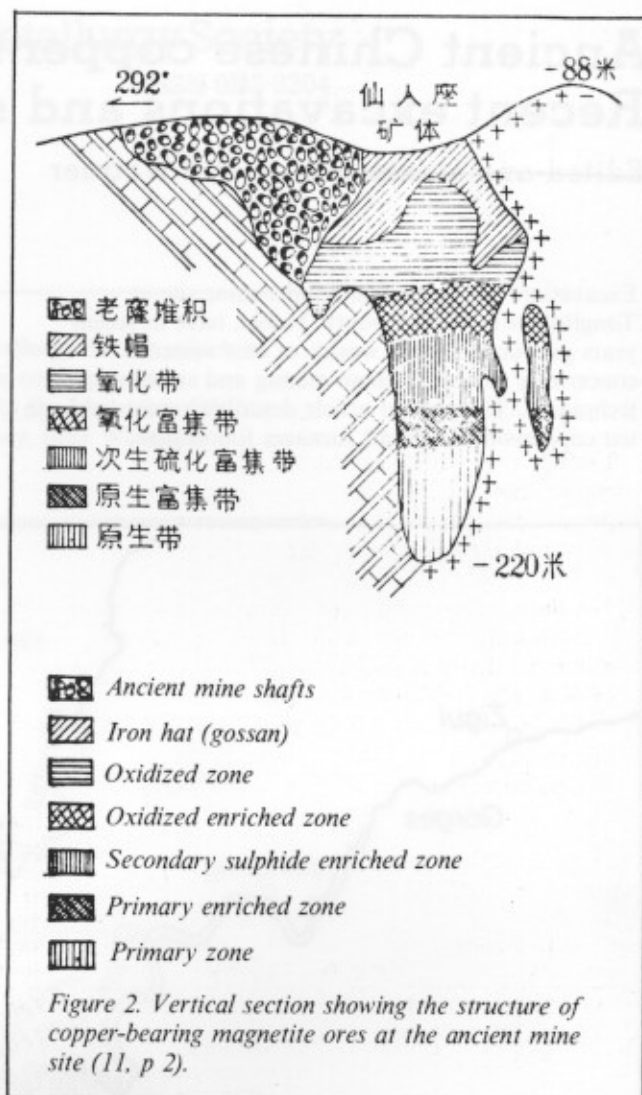 292°
仙人座
矿体
-88米
老窿堆积
铁帽
氧化带
氧化富集带
次生硫化富集带
原生富集带
原生带
-220米
Ancient mine shafts
Iron hat (gossan)
Oxidized zone
Oxidized enriched zone
Secondary sulphide enriched zone
Primary enriched zone
Primary zone
Figure 2. Vertical section showing the structure of
copper-bearing magnetite ores at the ancient mine
site (11, p 2).